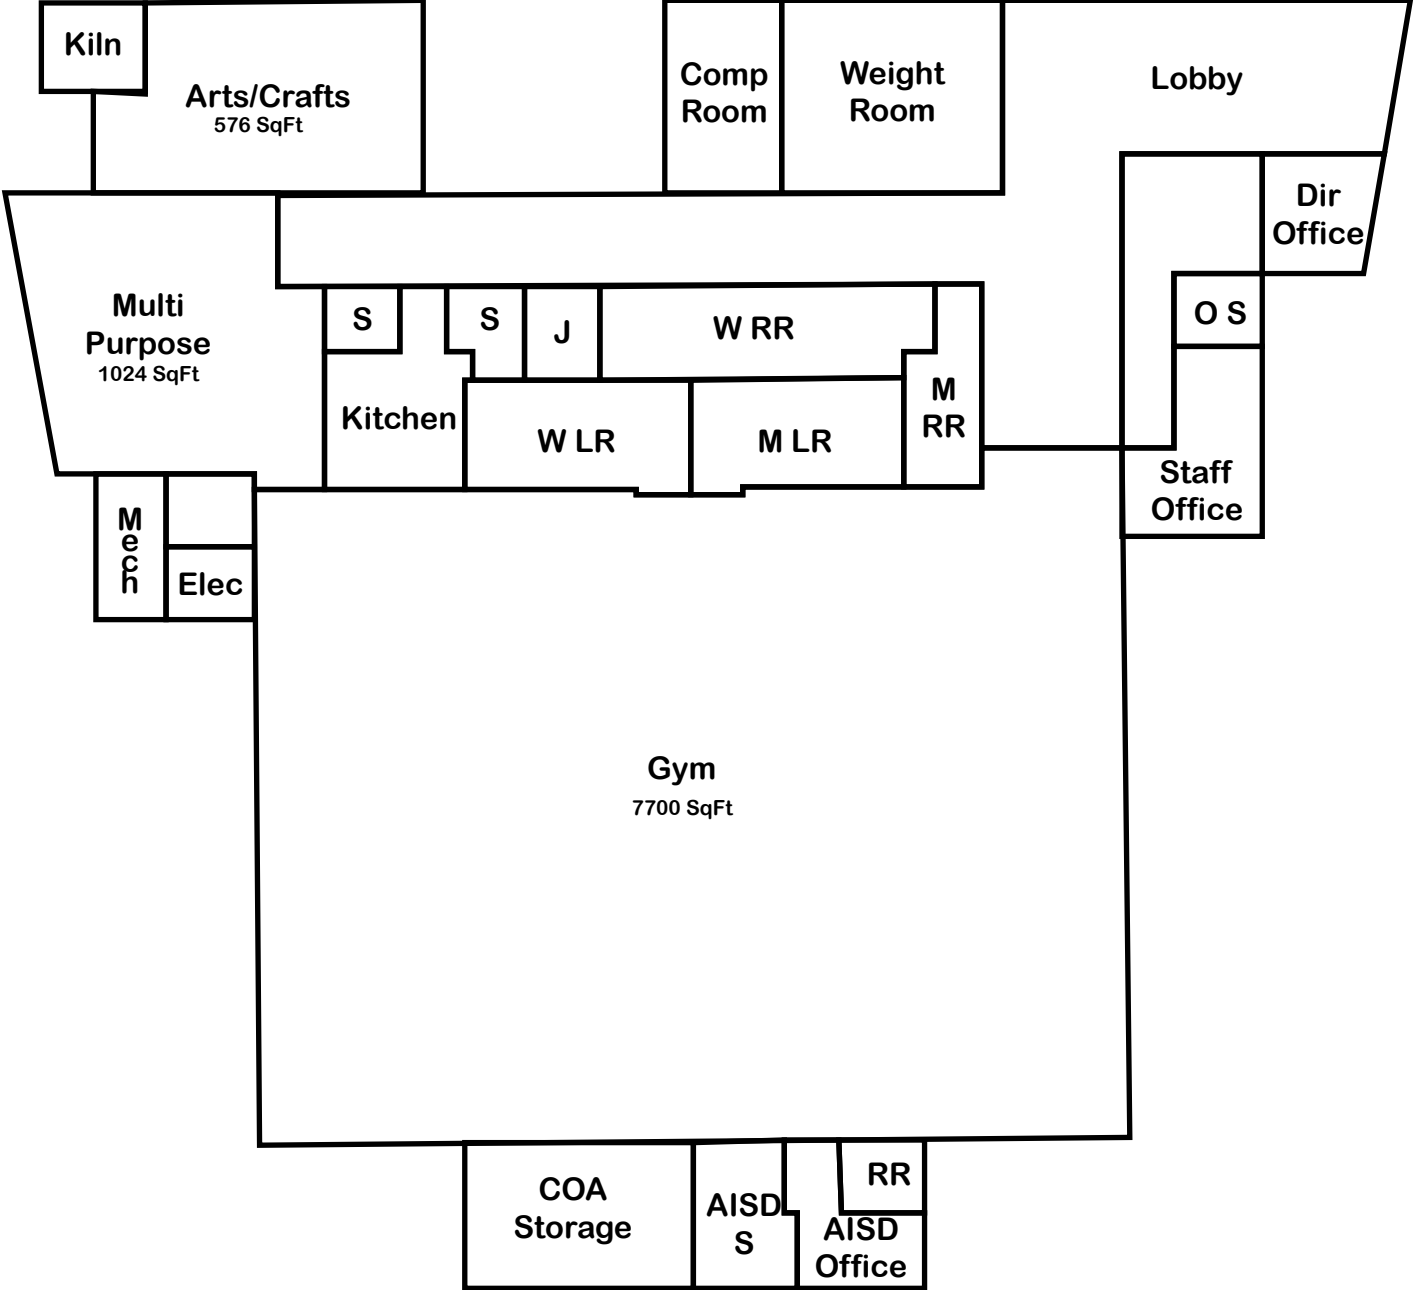 Kiln
Arts/Crafts
576 SqFt
Comp
Room
Weight
Room
Lobby
Dir
Office
Multi
Purpose
1024 SqFt
S
S
J
W RR
O S
M
RR
Kitchen
W LR
M LR
Staff
Office
M
e
c
h
Elec
Gym
7700 SqFt
COA
Storage
AISD
S
RR
AISD
Office